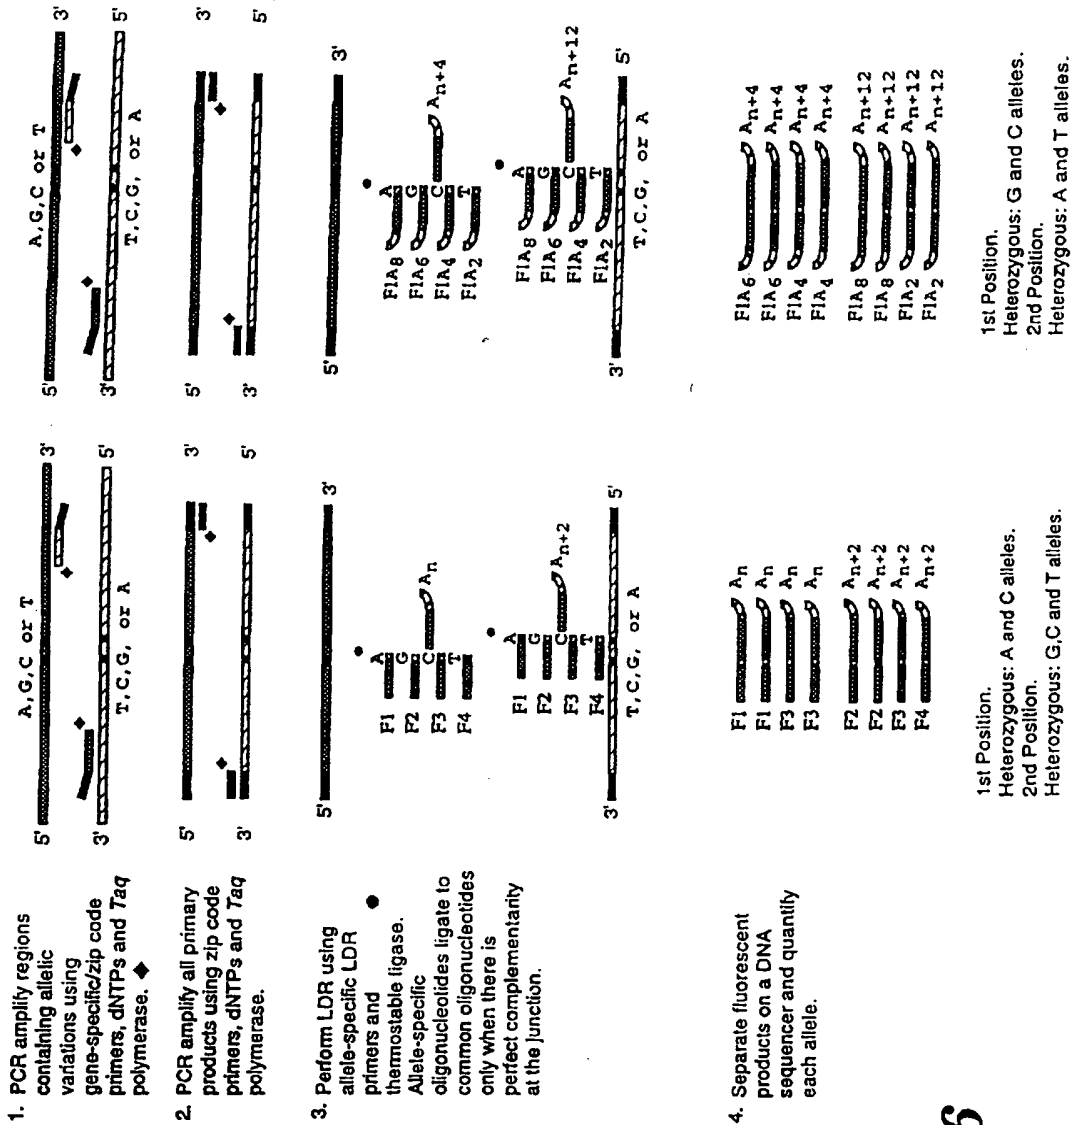 1. PCR amplify regions
containing allelic
variations using
gene-specific/zip code
primers, dNTPs and Taq
polymerase. ◆
A,G,C or T
5' 3'
3' 5'
T,C,G, or A
A,G,C or T
5' 3'
3' 5'
T,C,G, or A
2. PCR amplify all primary
products using zip code
primers, dNTPs and Taq
polymerase.
5' 3'
3' 5'
5' 3'
3' 5'
3. Perform LDR using
allele-specific LDR
primers and ●
thermostable ligase.
Allele-specific
oligonucleotides ligate to
common oligonucleotides
only when there is
perfect complementarity
at the junction.
5' 3'
F1 A
F2 G
F3 C An
F4 T
F1 A
F2 G
F3 C An+2
F4 T
3' 5'
T,C,G, or A
5' 3'
FlA8 A
FlA6 G
FlA4 C An+4
FlA2 T
FlA8 A
FlA6 G
FlA4 C An+12
FlA2 T
3' 5'
T,C,G, or A
4. Separate fluorescent
products on a DNA
sequencer and quantify
each allele.
F1 An
F1 An
F3 An
F3 An
F2 An+2
F2 An+2
F3 An+2
F4 An+2
1st Position.
Heterozygous: A and C alleles.
2nd Position.
Heterozygous: G,C and T alleles.
FlA6 An+4
FlA6 An+4
FlA4 An+4
FlA4 An+4
FlA8 An+12
FlA8 An+12
FlA2 An+12
FlA2 An+12
1st Position.
Heterozygous: G and C alleles.
2nd Position.
Heterozygous: A and T alleles.